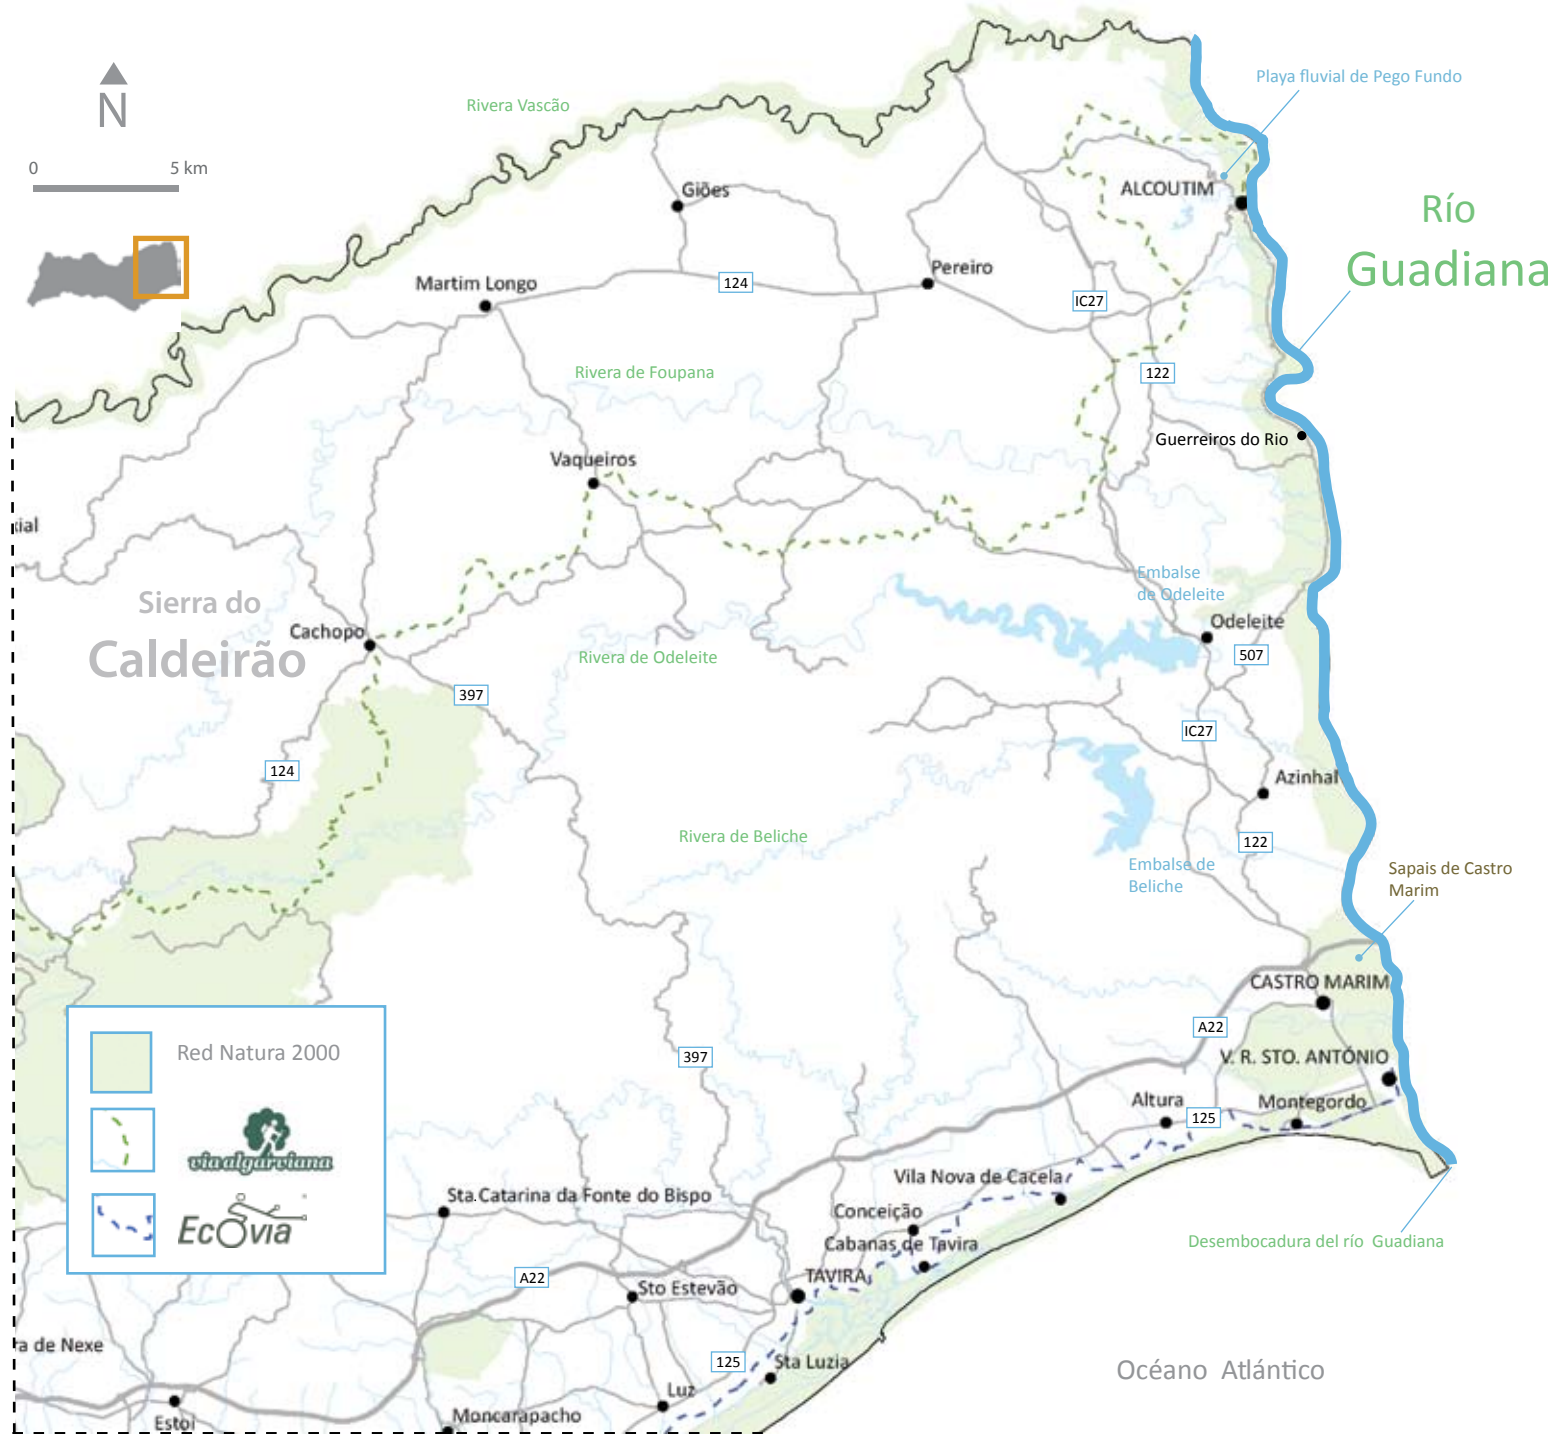 N
0 5 km
Playa fluvial de Pego Fundo
Rivera Vascão
ALCOUTIM
Giões
Río
Guadiana
Pereiro
Martim Longo
124
IC27
Rivera de Foupana
122
Guerreiros do Rio
Vaqueiros
Embalse
de Odeleite
Sierra do
Caldeirão
Cachopo
Odeleite
Rivera de Odeleite
507
397
IC27
124
Azinhal
Rivera de Beliche
122
Embalse de
Beliche
Sapais de Castro
Marim
CASTRO MARIM
A22
Red Natura 2000
397
V. R. STO. ANTÓNIO
Altura
125
Montegordo
viaalgarviana
Vila Nova de Cacela
Sta.Catarina da Fonte do Bispo
Conceição
Ecovia
Cabanas de Tavira
Desembocadura del río Guadiana
A22
TAVIRA
Sto Estevão
a de Nexe
125
Sta Luzia
Océano Atlántico
Luz
Estoi
Moncarapacho